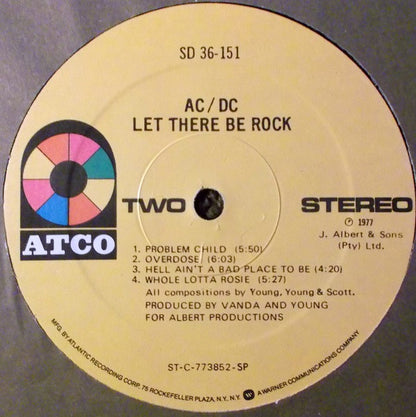 SD 36-151
AC/DC
LET THERE BE ROCK
ATCO
TWO
STEREO
℗ 1977
J. Albert & Sons
(Pty) Ltd.
1. PROBLEM CHILD (5:50)
2. OVERDOSE (6:03)
3. HELL AIN'T A BAD PLACE TO BE (4:20)
4. WHOLE LOTTA ROSIE (5:27)
All compositions by Young, Young & Scott.
PRODUCED BY VANDA AND YOUNG
FOR ALBERT PRODUCTIONS
ST-C-773852-SP
MFG. BY ATLANTIC RECORDING CORP. 75 ROCKEFELLER PLAZA, N.Y., N.Y. A WARNER COMMUNICATIONS COMPANY